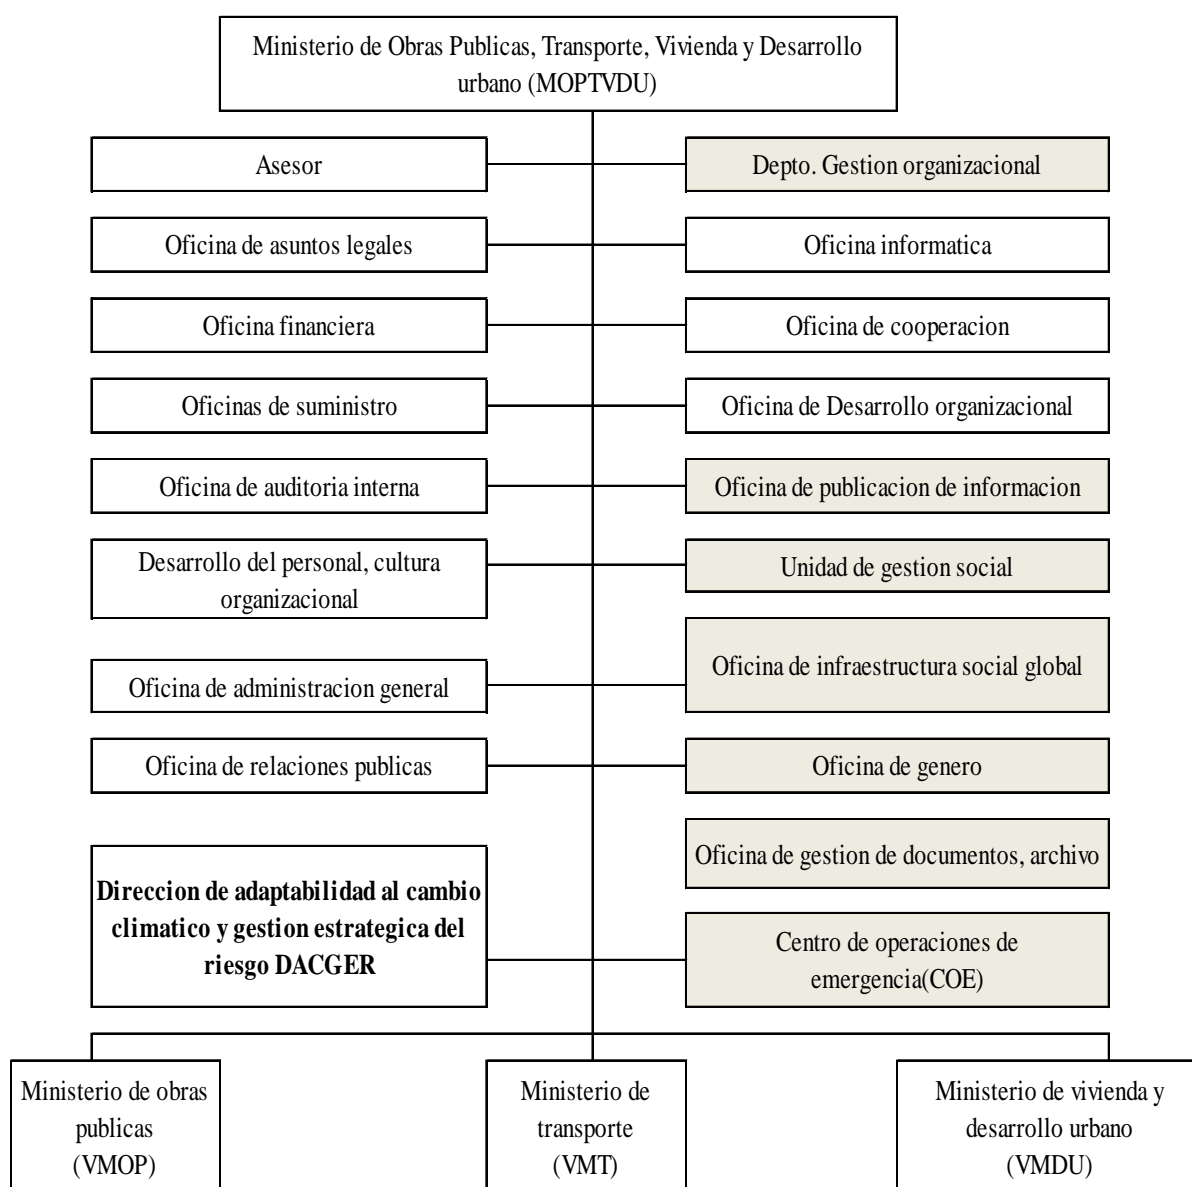 Ministerio de Obras Publicas, Transporte, Vivienda y Desarrollo
urbano (MOPTVDU)
Asesor
Depto. Gestion organizacional
Oficina de asuntos legales
Oficina informatica
Oficina financiera
Oficina de cooperacion
Oficinas de suministro
Oficina de Desarrollo organizacional
Oficina de auditoria interna
Oficina de publicacion de informacion
Desarrollo del personal, cultura
organizacional
Unidad de gestion social
Oficina de administracion general
Oficina de infraestructura social global
Oficina de relaciones publicas
Oficina de genero
Oficina de gestion de documentos, archivo
Direccion de adaptabilidad al cambio
climatico y gestion estrategica del
riesgo DACGER
Centro de operaciones de
emergencia(COE)
Ministerio de obras
publicas
(VMOP)
Ministerio de
transporte
(VMT)
Ministerio de vivienda y
desarrollo urbano
(VMDU)